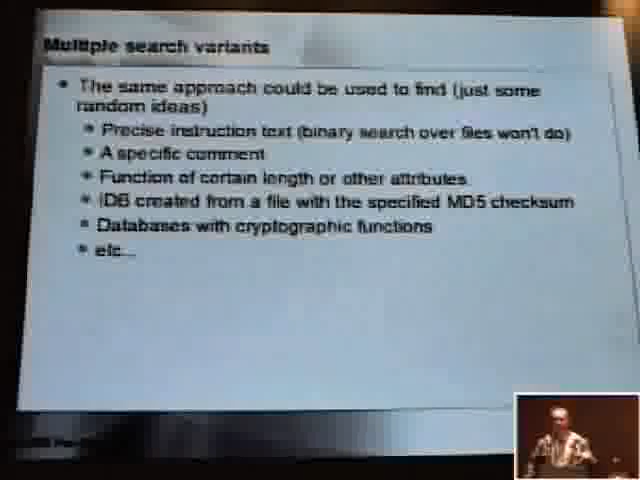 Multiple search variants
The same approach could be used to find (just some
random ideas)
Precise instruction text (binary search over files won't do)
A specific comment
Function of certain length or other attributes
IDB created from a file with the specified MD5 checksum
Databases with cryptographic functions
etc...